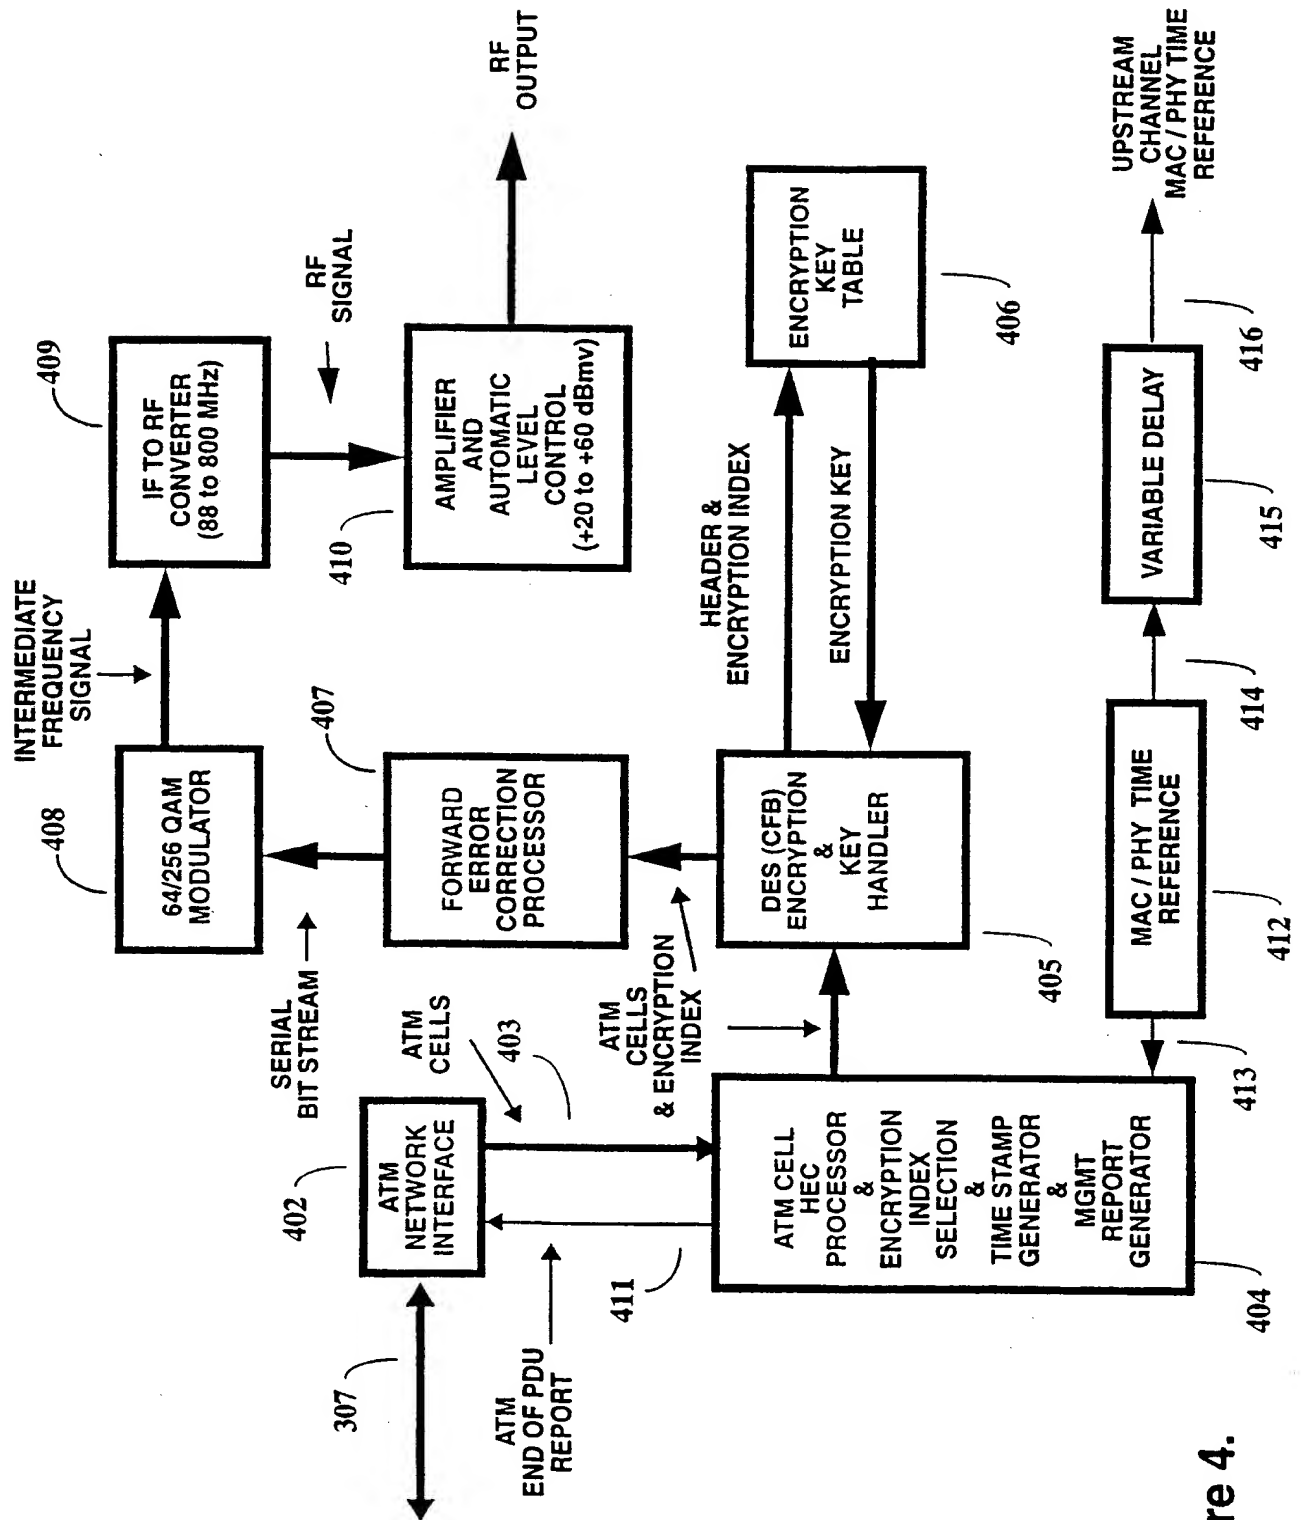 307
ATM
END OF PDU
REPORT
402
ATM
NETWORK
INTERFACE
ATM
CELLS
403
411
ATM CELL
HEC
PROCESSOR
&
ENCRYPTION
INDEX
SELECTION
&
TIME STAMP
GENERATOR
&
MGMT
REPORT
GENERATOR
404
ATM
CELLS
& ENCRYPTION
INDEX
DES (CFB)
ENCRYPTION
&
KEY
HANDLER
405
HEADER &
ENCRYPTION INDEX
ENCRYPTION KEY
ENCRYPTION
KEY
TABLE
406
FORWARD
ERROR
CORRECTION
PROCESSOR
407
SERIAL
BIT STREAM
64/256 QAM
MODULATOR
408
INTERMEDIATE
FREQUENCY
SIGNAL
IF TO RF
CONVERTER
(88 to 800 MHz)
409
RF
SIGNAL
AMPLIFIER
AND
AUTOMATIC
LEVEL
CONTROL
(+20 to +60 dBmv)
410
RF
OUTPUT
413
MAC / PHY TIME
REFERENCE
412
414
VARIABLE DELAY
415
416
UPSTREAM
CHANNEL
MAC / PHY TIME
REFERENCE
re 4.